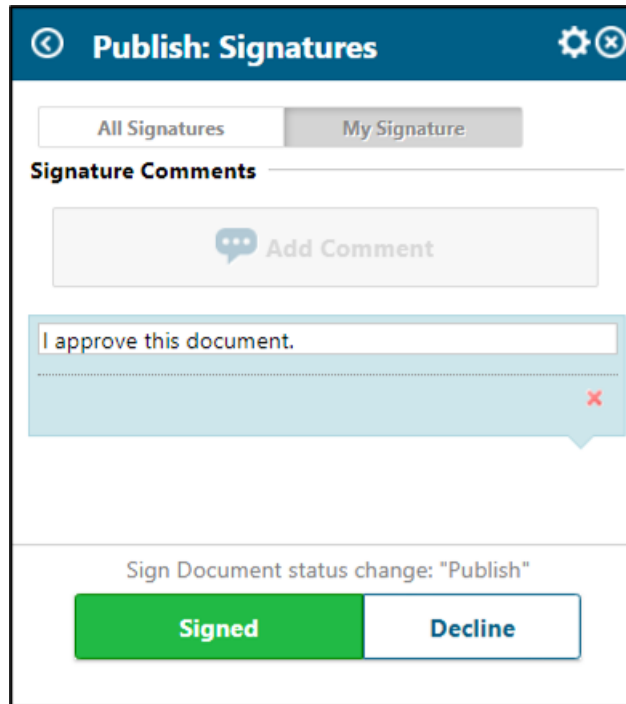 Publish: Signatures
All Signatures
My Signature
Signature Comments
Add Comment
I approve this document.
Sign Document status change: "Publish"
Signed
Decline